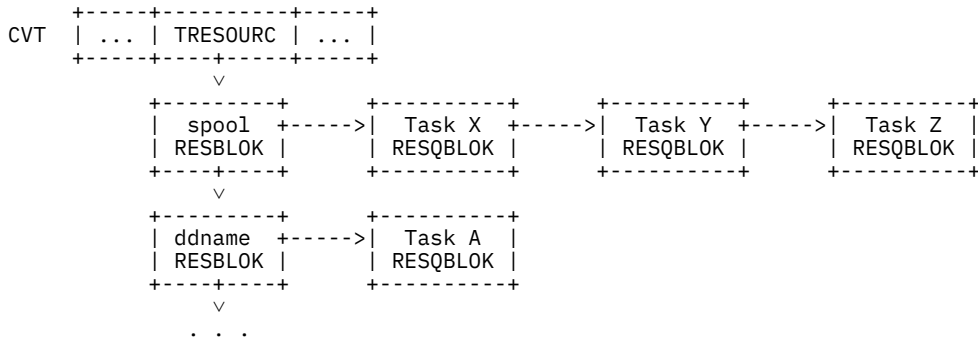 +-----+----------+-----+
CVT   | ... | TRESOURC | ... |
      +-----+----+-----+-----+
                 v
            +---------+      +----------+      +----------+      +----------+
            |  spool  +----->|  Task X  +----->|  Task Y  +----->|  Task Z  |
            | RESBLOK |      | RESQBLOK |      | RESQBLOK |      | RESQBLOK |
            +----+----+      +----------+      +----------+      +----------+
                 v
            +---------+      +----------+
            | ddname  +----->|  Task A  |
            | RESBLOK |      | RESQBLOK |
            +----+----+      +----------+
                 v
               . . .